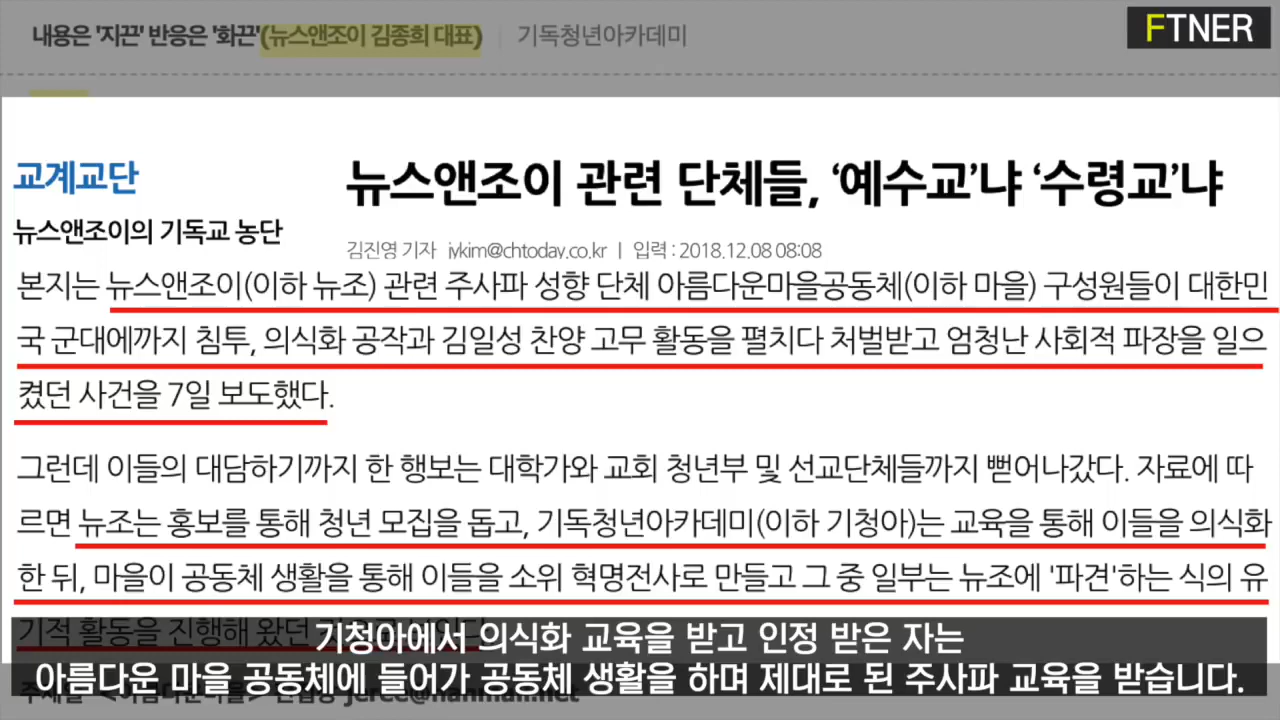 내용은 '지끈' 반응은 '화끈'(뉴스앤조이 김종희 대표) 기독청년아카데미
FTNER
교계교단
뉴스앤조이 관련 단체들, ‘예수교’냐 ‘수령교’냐
뉴스앤조이의 기독교 농단
김진영 기자 jykim@chtoday.co.kr | 입력 : 2018.12.08 08:08
본지는 뉴스앤조이(이하 뉴조) 관련 주사파 성향 단체 아름다운마을공동체(이하 마을) 구성원들이 대한민
국 군대에까지 침투, 의식화 공작과 김일성 찬양 고무 활동을 펼치다 처벌받고 엄청난 사회적 파장을 일으
켰던 사건을 7일 보도했다.
그런데 이들의 대담하기까지 한 행보는 대학가와 교회 청년부 및 선교단체들까지 뻗어나갔다. 자료에 따
르면 뉴조는 홍보를 통해 청년 모집을 돕고, 기독청년아카데미(이하 기청아)는 교육을 통해 이들을 의식화
한 뒤, 마을이 공동체 생활을 통해 이들을 소위 혁명전사로 만들고 그 중 일부는 뉴조에 '파견'하는 식의 유
기적 활동을 진행해 왔던
기청아에서 의식화 교육을 받고 인정 받은 자는
아름다운 마을 공동체에 들어가 공동체 생활을 하며 제대로 된 주사파 교육을 받습니다.